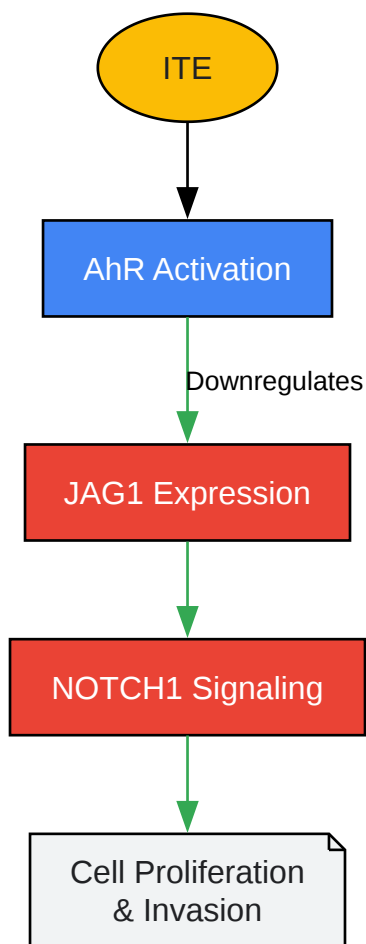 ITE
AhR Activation
Downregulates
JAG1 Expression
NOTCH1 Signaling
Cell Proliferation
& Invasion